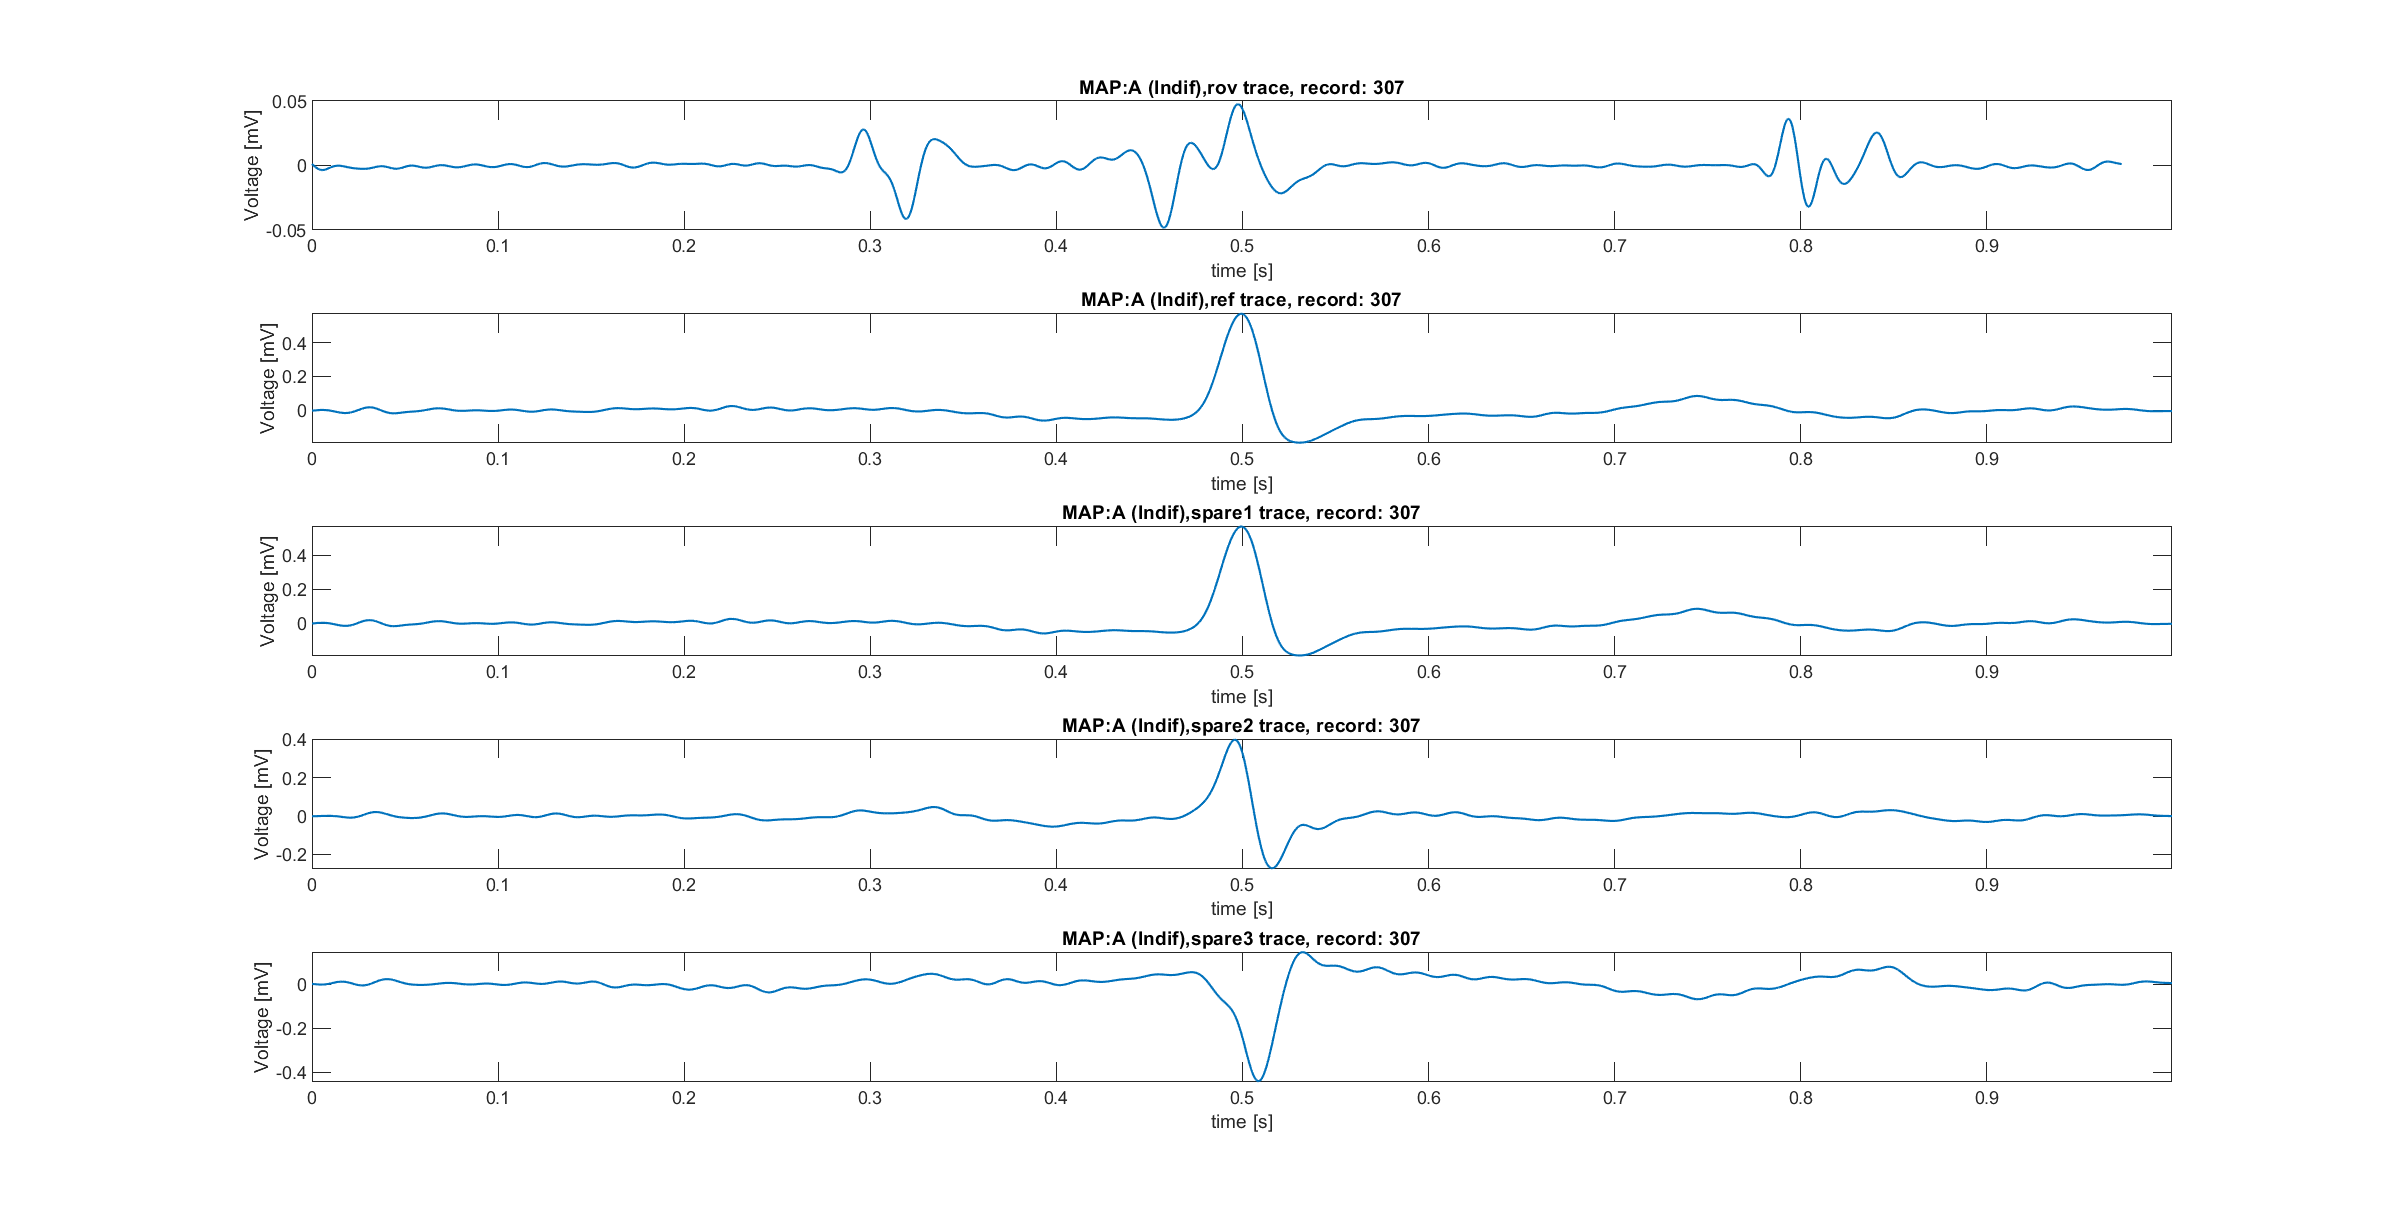 MAP:A (Indif),rov trace, record: 307
Voltage [mV]
0.05
0
-0.05
0 0.1 0.2 0.3 0.4 0.5 0.6 0.7 0.8 0.9
time [s]
MAP:A (Indif),ref trace, record: 307
Voltage [mV]
0.4
0.2
0
0 0.1 0.2 0.3 0.4 0.5 0.6 0.7 0.8 0.9
time [s]
MAP:A (Indif),spare1 trace, record: 307
Voltage [mV]
0.4
0.2
0
0 0.1 0.2 0.3 0.4 0.5 0.6 0.7 0.8 0.9
time [s]
MAP:A (Indif),spare2 trace, record: 307
Voltage [mV]
0.4
0.2
0
-0.2
0 0.1 0.2 0.3 0.4 0.5 0.6 0.7 0.8 0.9
time [s]
MAP:A (Indif),spare3 trace, record: 307
Voltage [mV]
0
-0.2
-0.4
0 0.1 0.2 0.3 0.4 0.5 0.6 0.7 0.8 0.9
time [s]